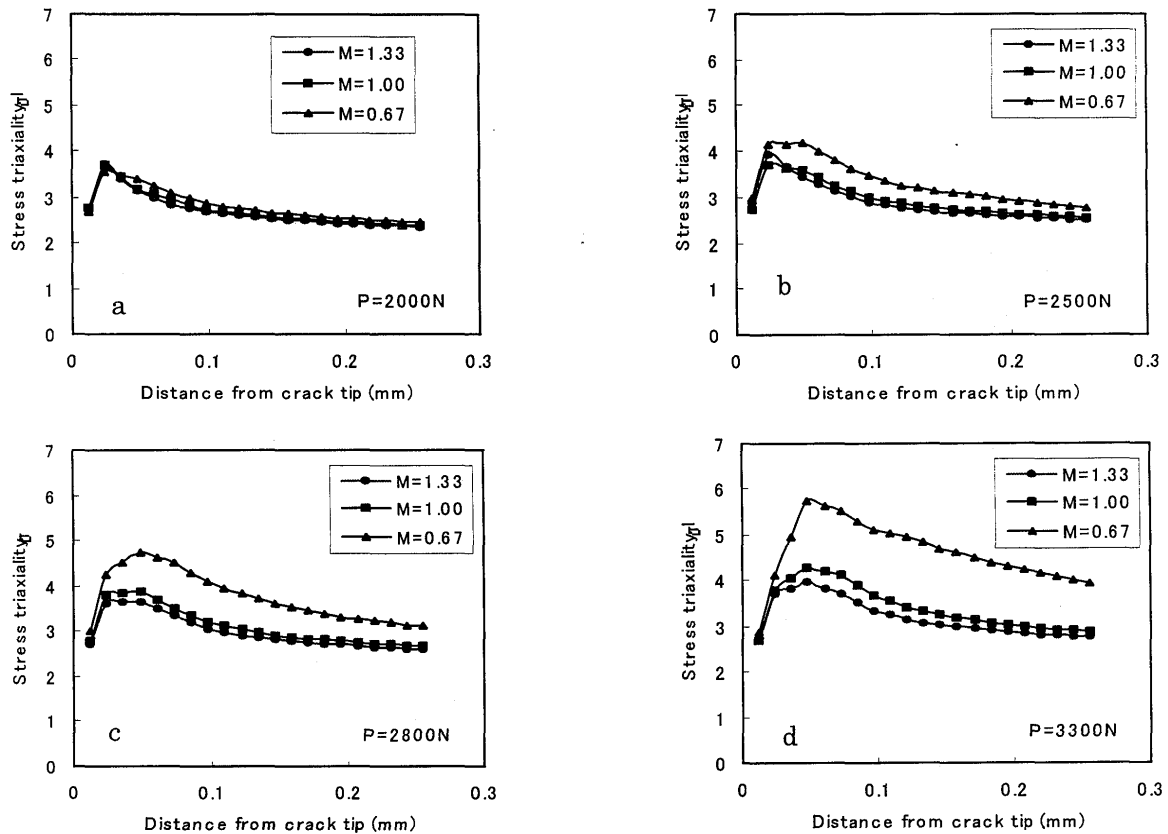 7
6
5
4
3
2
1
0
Stress triaxiality
M=1.33
M=1.00
M=0.67
a
P=2000N
0 0.1 0.2 0.3
Distance from crack tip (mm)
7
6
5
4
3
2
1
0
Stress triaxiality
M=1.33
M=1.00
M=0.67
b
P=2500N
0 0.1 0.2 0.3
Distance from crack tip (mm)
7
6
5
4
3
2
1
0
Stress triaxiality
M=1.33
M=1.00
M=0.67
c
P=2800N
0 0.1 0.2 0.3
Distance from crack tip (mm)
7
6
5
4
3
2
1
0
Stress triaxiality
M=1.33
M=1.00
M=0.67
d
P=3300N
0 0.1 0.2 0.3
Distance from crack tip (mm)